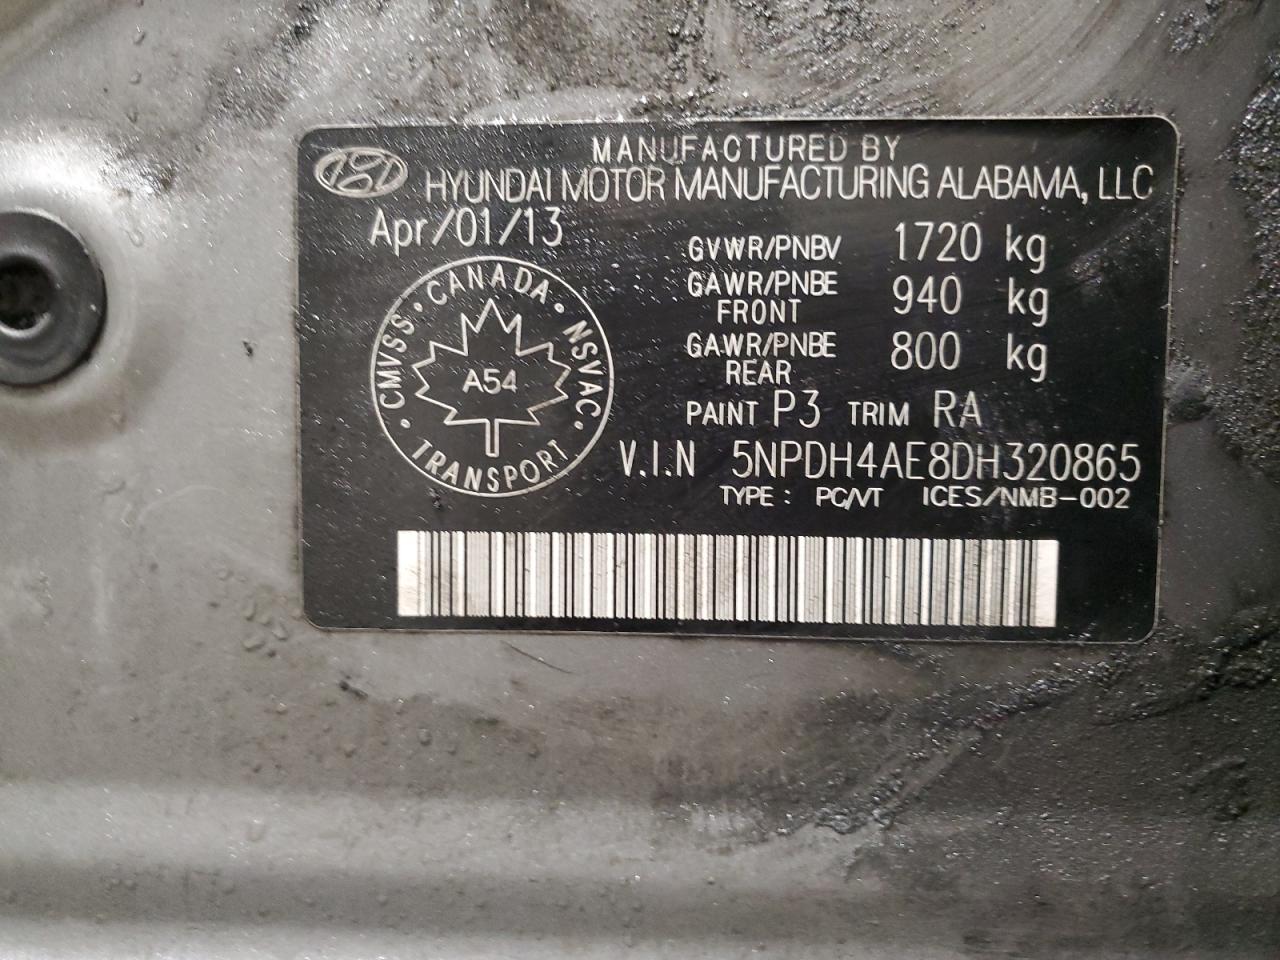 MANUFACTURED BY
HYUNDAI MOTOR MANUFACTURING ALABAMA, LLC
Apr/01/13
GVWR/PNBV 1720 kg
GAWR/PNBE FRONT 940 kg
GAWR/PNBE REAR 800 kg
CANADA · NSVAC · TRANSPORT · CMVSS ·
A54
PAINT P3 TRIM RA
V.I.N 5NPDH4AE8DH320865
TYPE : PC/VT ICES/NMB-002